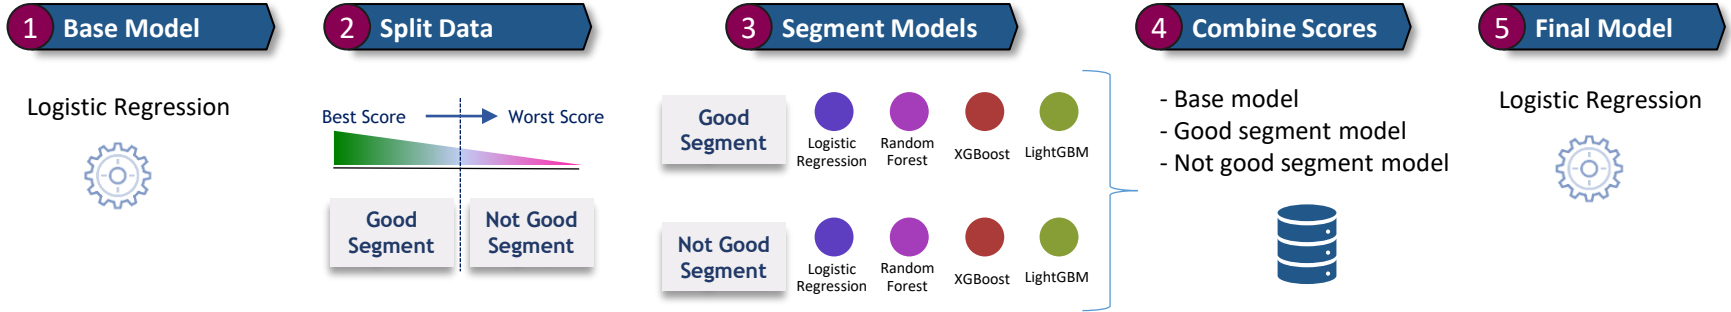 1 Base Model
2 Split Data
3 Segment Models
4 Combine Scores
5 Final Model
Logistic Regression
Best Score
Worst Score
Good
Segment
Not Good
Segment
Good
Segment
Logistic
Regression
Random
Forest
XGBoost
LightGBM
Not Good
Segment
Logistic
Regression
Random
Forest
XGBoost
LightGBM
- Base model
- Good segment model
- Not good segment model
Logistic Regression